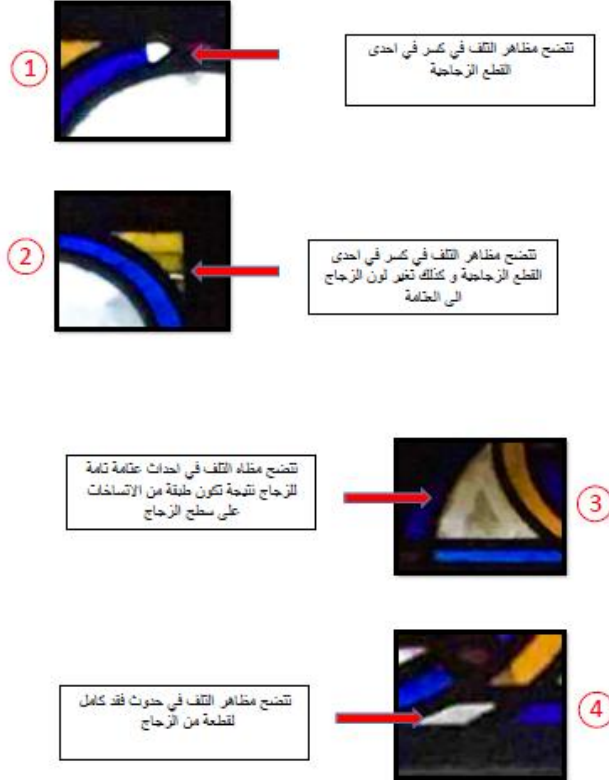 1
تتضح مظاهر التلف في كسر في احدى
القطع الزجاجية
2
تتضح مظاهر التلف في كسر في احدى
القطع الزجاجية و كذلك تغير لون الزجاج
الى العتامة
3
تتضح مظاه التلف في احداث عتامة تامة
للزجاج نتيجة تكون طبقة من الاتساخات
على سطح الزجاج
4
تتضح مظاهر التلف في حدوث فقد كامل
لقطعة من الزجاج